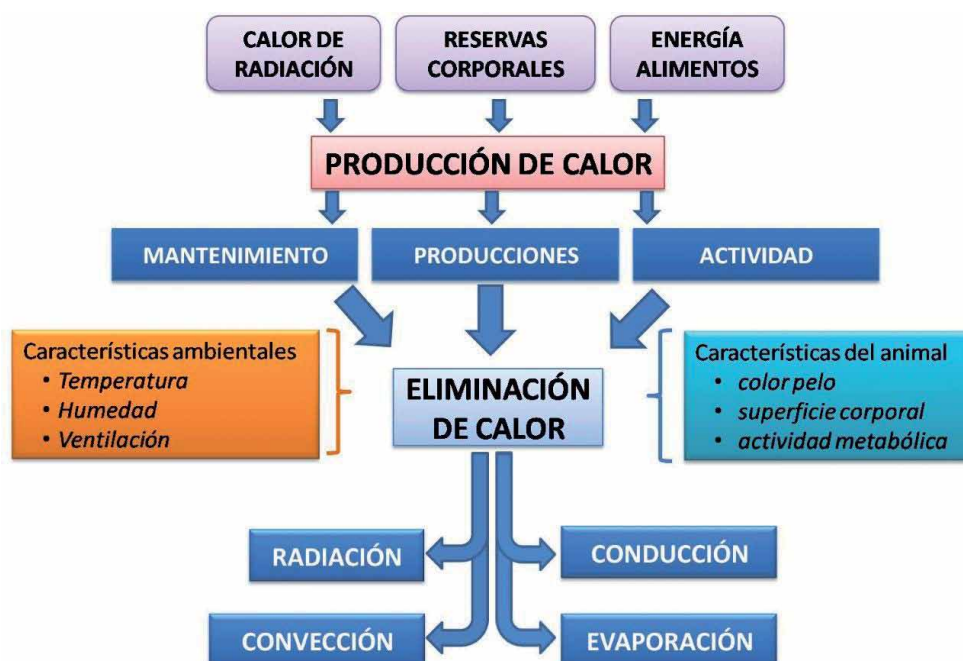 CALOR DE
RADIACIÓN
RESERVAS
CORPORALES
ENERGÍA
ALIMENTOS
PRODUCCIÓN DE CALOR
MANTENIMIENTO
PRODUCCIONES
ACTIVIDAD
Características ambientales
• Temperatura
• Humedad
• Ventilación
ELIMINACIÓN
DE CALOR
Características del animal
• color pelo
• superficie corporal
• actividad metabólica
RADIACIÓN
CONDUCCIÓN
CONVECCIÓN
EVAPORACIÓN